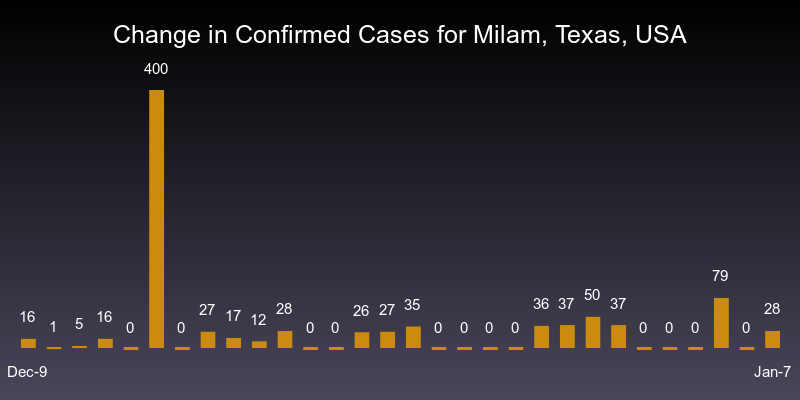 Change in Confirmed Cases for Milam, Texas, USA
400
16 1 5 16 0 0 27 17 12 28 0 0 26 27 35 0 0 0 0 36 37 50 37 0 0 0 79 0 28
Dec-9 Jan-7